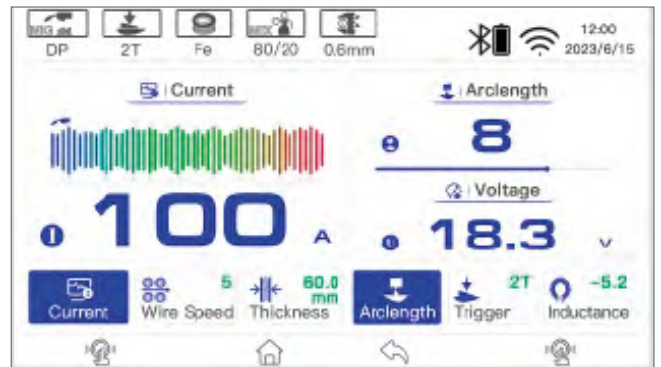 MIG MIX 12:00
DP 2T Fe 80/20 0.6mm 2023/6/15
Current Arclength
8
Voltage
100 A 18.3 V
5 60.0 mm 2T -5.2
Current Wire Speed Thickness Arclength Trigger Inductance